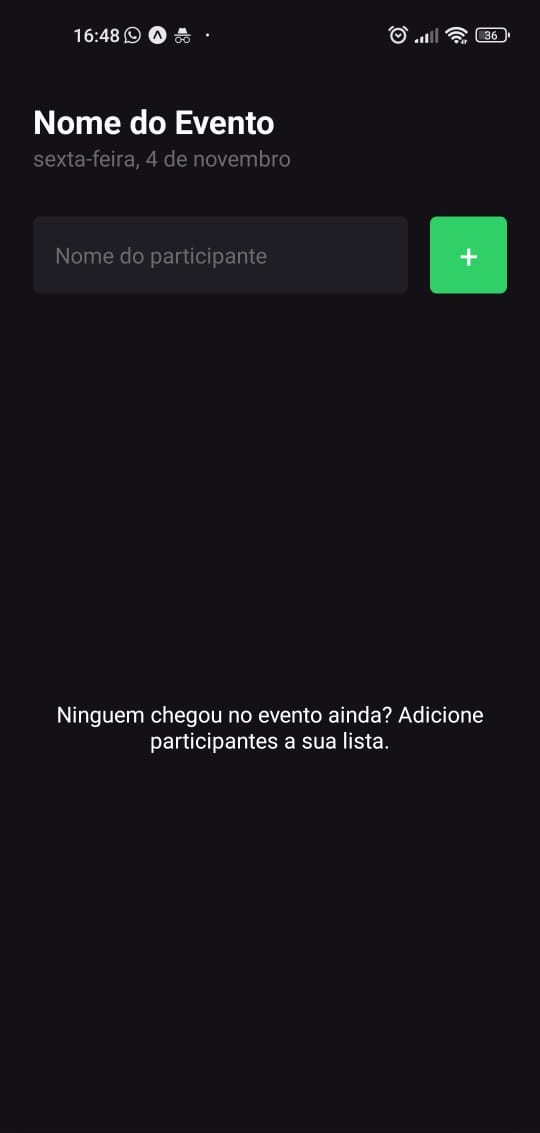 16:48
36
Nome do Evento
sexta-feira, 4 de novembro
Nome do participante
+
Ninguem chegou no evento ainda? Adicione
participantes a sua lista.